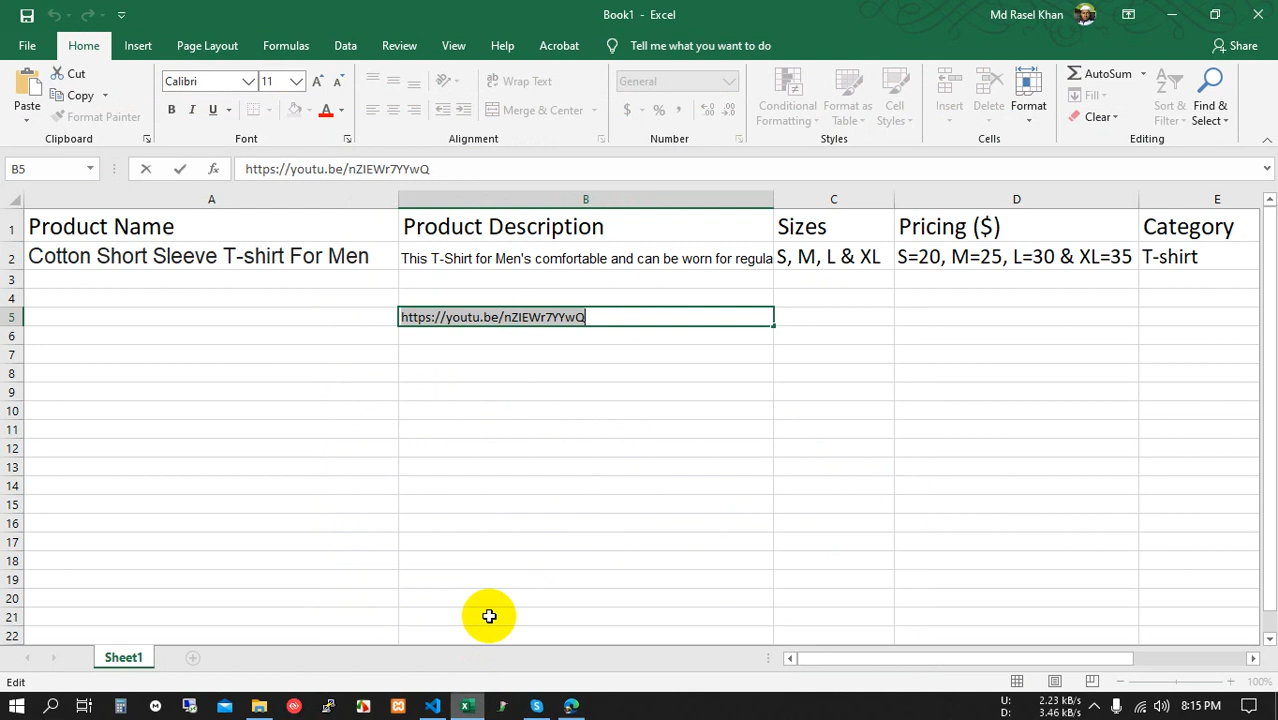 Book1 - Excel
Md Rasel Khan
File Home Insert Page Layout Formulas Data Review View Help Acrobat Tell me what you want to do Share
Paste
Cut
Copy
Format Painter
Clipboard
Calibri 11
B I U
Font
Wrap Text
Merge & Center
Alignment
General
$ % ,
Number
Conditional Formatting
Format as Table
Cell Styles
Styles
Insert Delete Format
Cells
AutoSum
Fill
Clear
Sort & Filter
Find & Select
Editing
B5 fx https://youtu.be/nZIEWr7YYwQ
A B C D E
1 Product Name Product Description Sizes Pricing ($) Category
2 Cotton Short Sleeve T-shirt For Men This T-Shirt for Men's comfortable and can be worn for regula S, M, L & XL S=20, M=25, L=30 & XL=35 T-shirt
3
4
5 https://youtu.be/nZIEWr7YYwQ
6
7
8
9
10
11
12
13
14
15
16
17
18
19
20
21
22
Sheet1
Edit 100%
U: 2.23 kB/s
D: 3.46 kB/s
8:15 PM